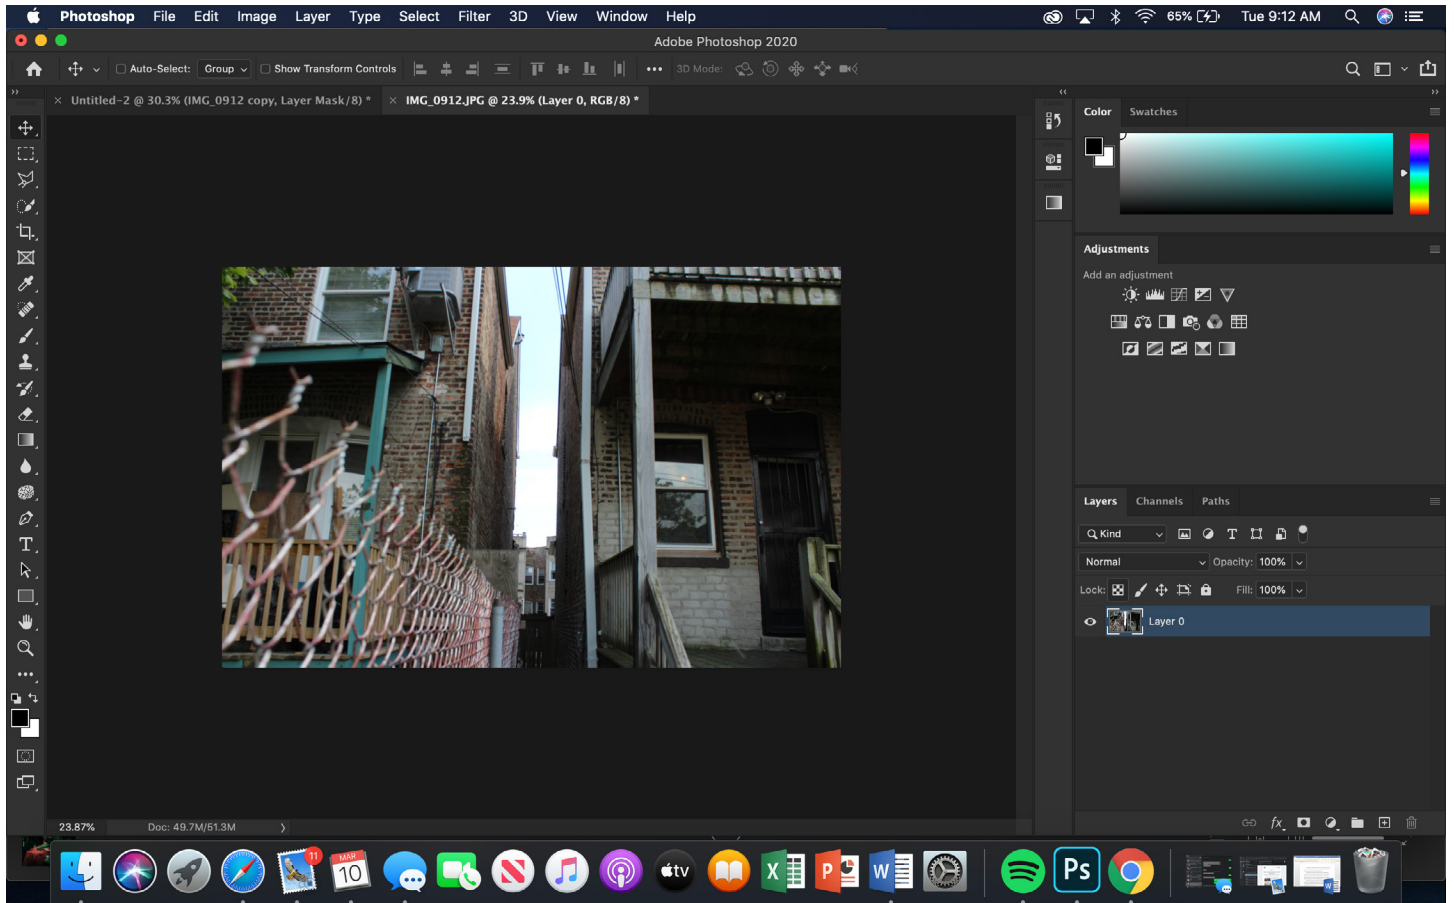 Photoshop File Edit Image Layer Type Select Filter 3D View Window Help 65% Tue 9:12 AM
Adobe Photoshop 2020
Auto-Select: Group Show Transform Controls 3D Mode:
× Untitled-2 @ 30.3% (IMG_0912 copy, Layer Mask/8) * × IMG_0912.JPG @ 23.9% (Layer 0, RGB/8) *
Color Swatches
Adjustments
Add an adjustment
Layers Channels Paths
Kind
Normal Opacity: 100%
Lock: Fill: 100%
Layer 0
23.87% Doc: 49.7M/51.3M
11
MAR
10
tv
X
P
W
Ps